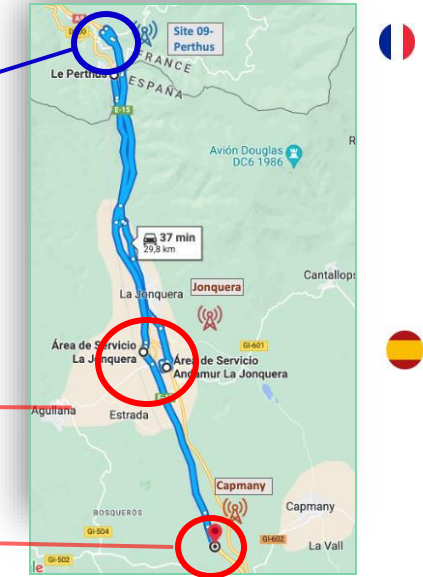 A9
Site 09-
Perthus
FRANCE
Le Perthus
ESPAÑA
E-15
Avión Douglas
DC6 1986
37 min
29,8 km
Cantallops
La Jonquera
Jonquera
Área de Servicio
La Jonquera
GI-601
Área de Servicio
Andamur La Jonquera
Agullana
Estrada
Capmany
BOSQUEROS
Capmany
GI-504
GI-602
La Vall
GI-502
le